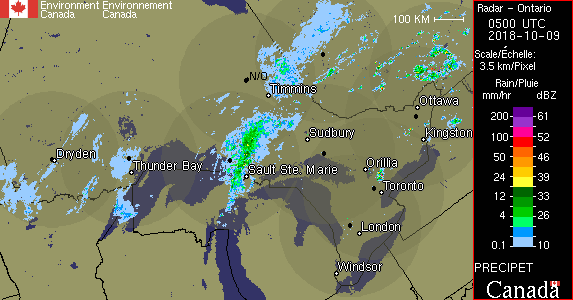 Environment Environnement
Canada Canada
100 KM
N/O
Timmins
Ottawa
Sudbury
Kingston
Dryden
Thunder Bay
Sault Ste. Marie
Orillia
Toronto
London
Windsor
Radar - Ontario
0500 UTC
2018-10-09
Scale/Échelle:
3.5 km/Pixel
Rain/Pluie
mm/hr dBZ
200 61
100 52
50 46
24 39
12 33
4 26
1 20
0.1 10
PRECIPET
Canada